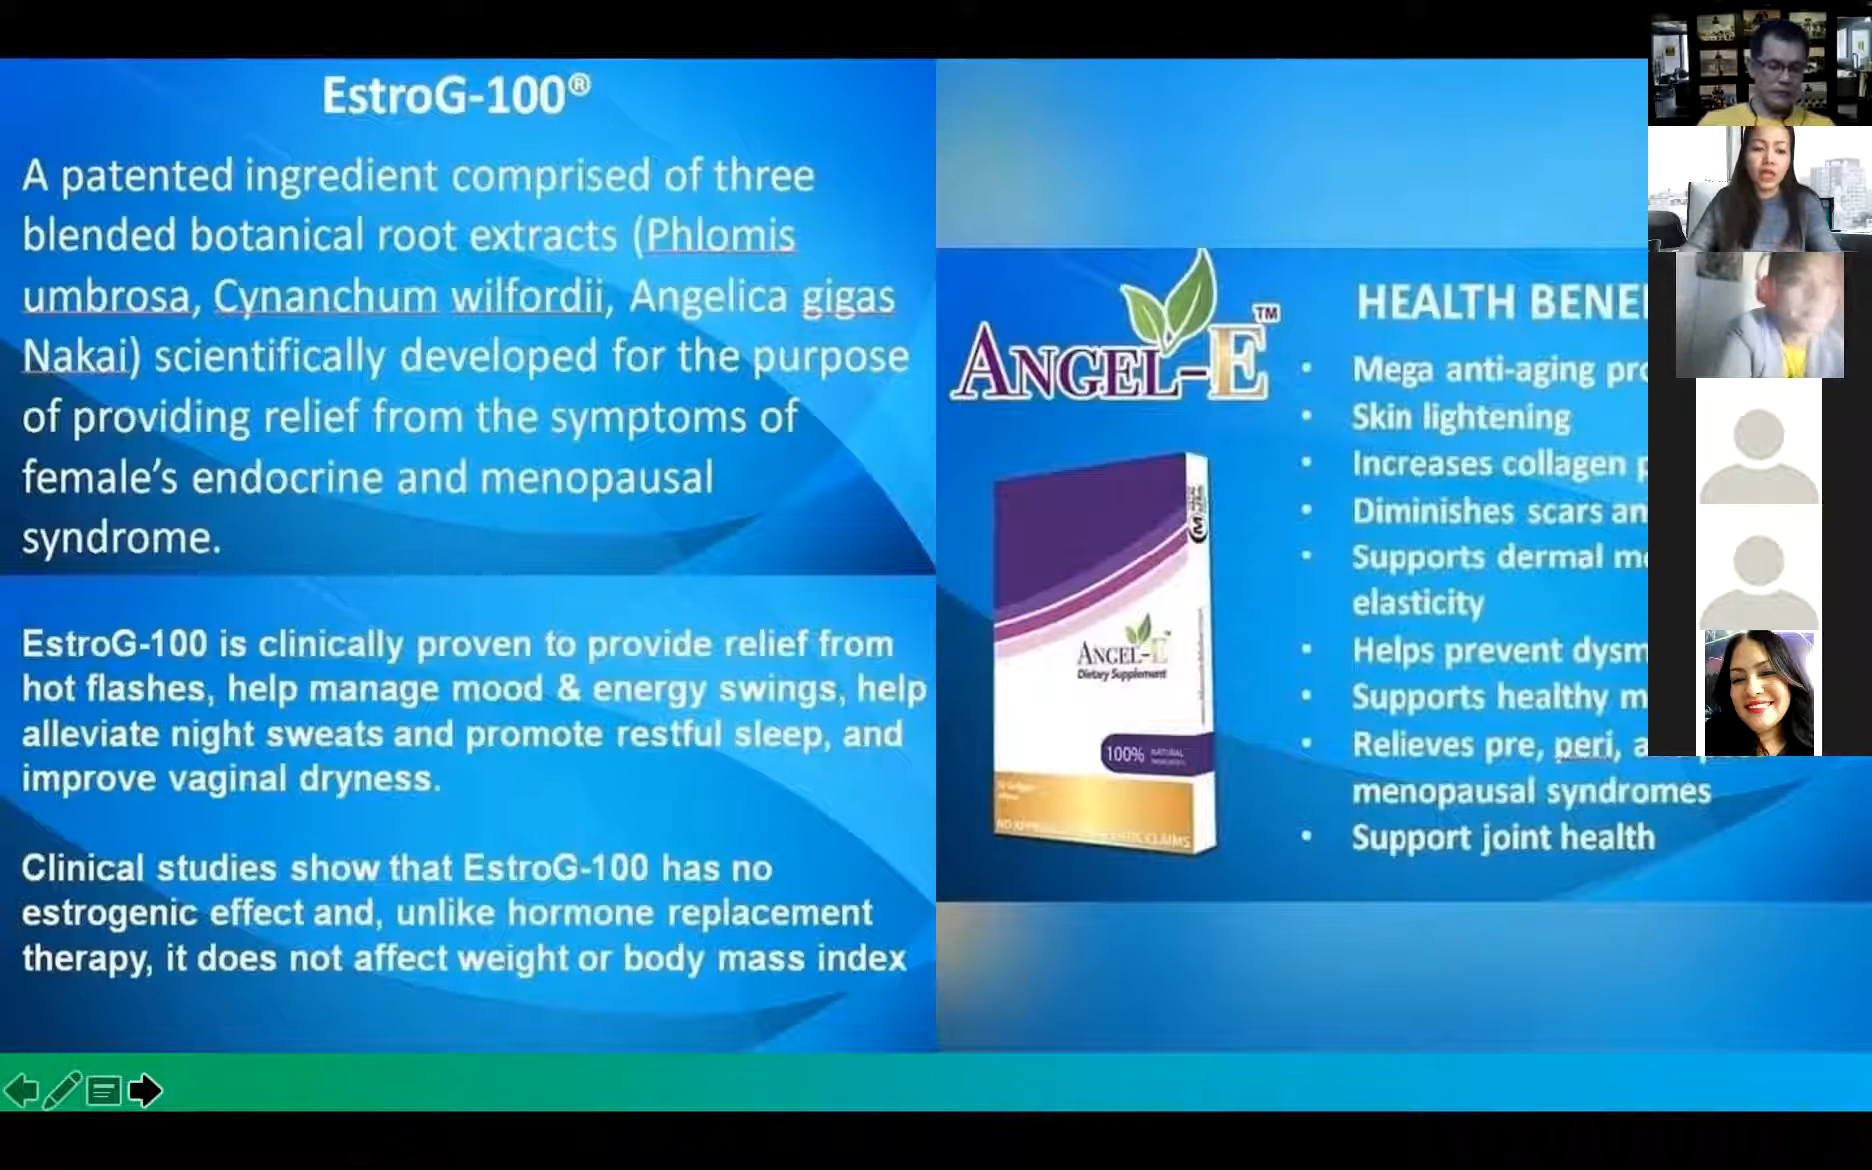 EstroG-100®
A patented ingredient comprised of three
blended botanical root extracts (Phlomis
umbrosa, Cynanchum wilfordii, Angelica gigas
Nakai) scientifically developed for the purpose
of providing relief from the symptoms of
female's endocrine and menopausal
syndrome.
EstroG-100 is clinically proven to provide relief from
hot flashes, help manage mood & energy swings, help
alleviate night sweats and promote restful sleep, and
improve vaginal dryness.
Clinical studies show that EstroG-100 has no
estrogenic effect and, unlike hormone replacement
therapy, it does not affect weight or body mass index
ANGEL-E™
ANGEL-E
Dietary Supplement
100% NATURAL
CLAIMS
HEALTH BENE
• Mega anti-aging pro
• Skin lightening
• Increases collagen p
• Diminishes scars an
• Supports dermal mo
elasticity
• Helps prevent dysm
• Supports healthy m
• Relieves pre, peri, a
menopausal syndromes
• Support joint health